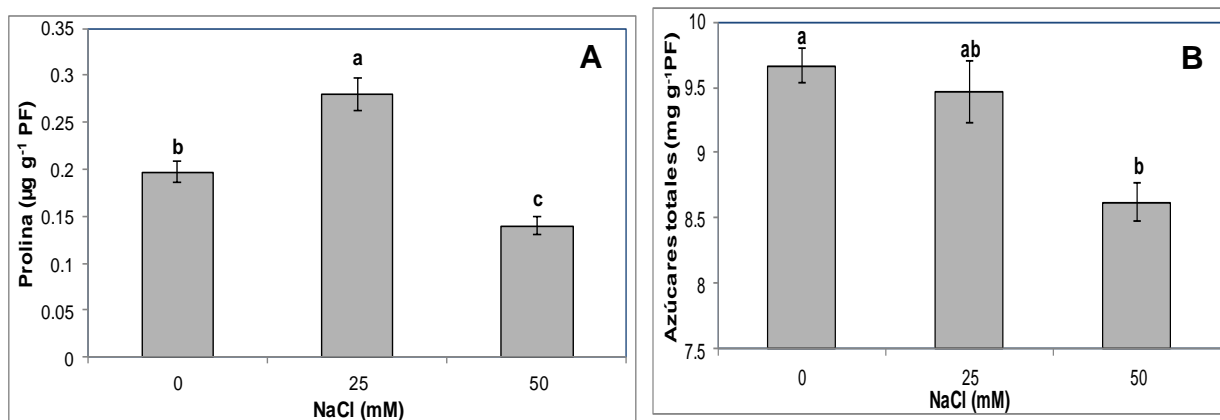 A
Prolina (µg g⁻¹ PF)
0.35
0.3
0.25
0.2
0.15
0.1
0.05
0
b
a
c
0 25 50
NaCl (mM)
B
Azúcares totales (mg g⁻¹PF)
10
9.5
9
8.5
8
7.5
a
ab
b
0 25 50
NaCl (mM)